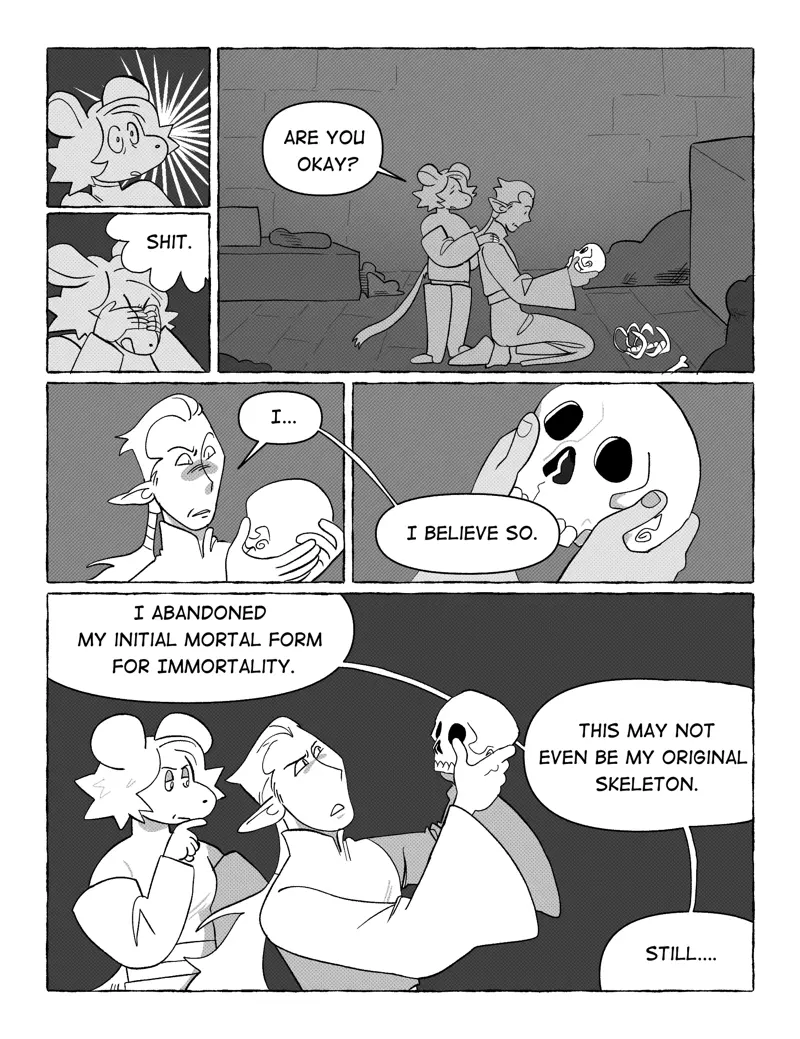 SHIT.
ARE YOU
OKAY?
I...
I BELIEVE SO.
I ABANDONED
MY INITIAL MORTAL FORM
FOR IMMORTALITY.
THIS MAY NOT
EVEN BE MY ORIGINAL
SKELETON.
STILL....